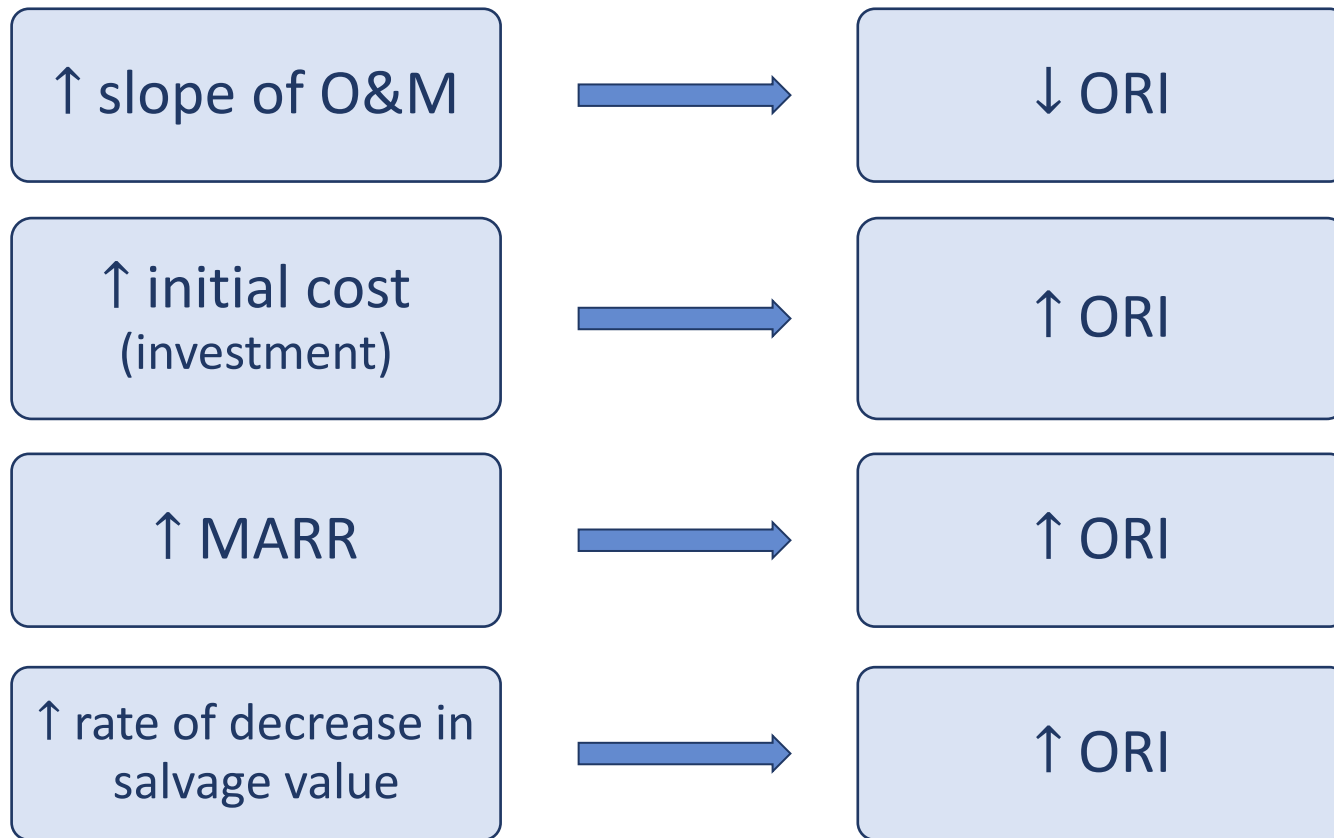 ↑ slope of O&M
↓ ORI
↑ initial cost
(investment)
↑ ORI
↑ MARR
↑ ORI
↑ rate of decrease in
salvage value
↑ ORI